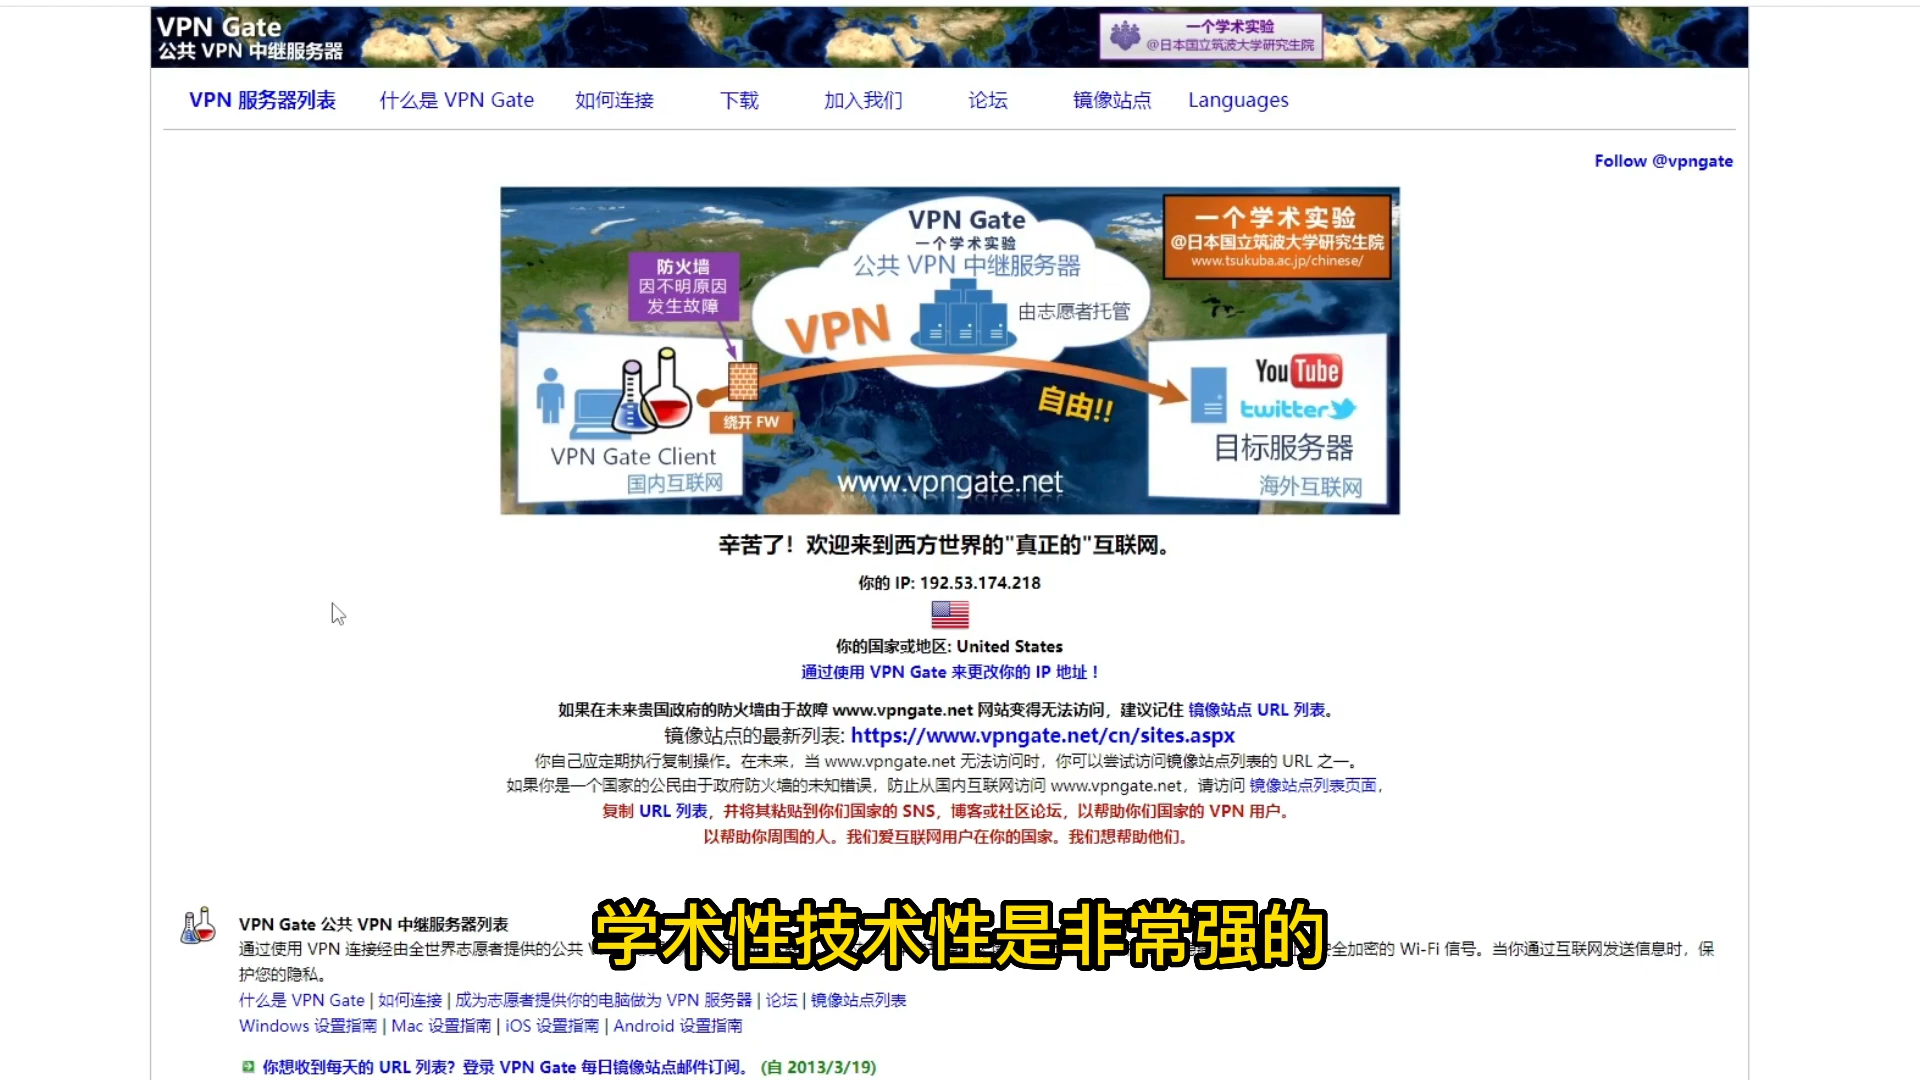 VPN Gate
公共 VPN 中继服务器
一个学术实验
@日本国立筑波大学研究生院
VPN 服务器列表 什么是 VPN Gate 如何连接 下载 加入我们 论坛 镜像站点 Languages
Follow @vpngate
VPN Gate
一个学术实验
公共 VPN 中继服务器
由志愿者托管
一个学术实验
@日本国立筑波大学研究生院
www.tsukuba.ac.jp/chinese/
防火墙
因不明原因
发生故障
VPN
自由!!
绕开 FW
VPN Gate Client
国内互联网
www.vpngate.net
YouTube
twitter
目标服务器
海外互联网
辛苦了！欢迎来到西方世界的"真正的"互联网。
你的 IP: 192.53.174.218
你的国家或地区: United States
通过使用 VPN Gate 来更改你的 IP 地址！
如果在未来贵国政府的防火墙由于故障 www.vpngate.net 网站变得无法访问，建议记住 镜像站点 URL 列表。
镜像站点的最新列表: https://www.vpngate.net/cn/sites.aspx
你自己应定期执行复制操作。在未来，当 www.vpngate.net 无法访问时，你可以尝试访问镜像站点列表的 URL 之一。
如果你是一个国家的公民由于政府防火墙的未知错误，防止从国内互联网访问 www.vpngate.net，请访问 镜像站点列表页面，
复制 URL 列表，并将其粘贴到你们国家的 SNS，博客或社区论坛，以帮助你们国家的 VPN 用户。
以帮助你周围的人。我们爱互联网用户在你的国家。我们想帮助他们。
VPN Gate 公共 VPN 中继服务器列表
通过使用 VPN 连接经由全世界志愿者提供的公共 全加密的 Wi-Fi 信号。当你通过互联网发送信息时，保
护您的隐私。
学术性技术性是非常强的
什么是 VPN Gate | 如何连接 | 成为志愿者提供你的电脑做为 VPN 服务器 | 论坛 | 镜像站点列表
Windows 设置指南 | Mac 设置指南 | iOS 设置指南 | Android 设置指南
你想收到每天的 URL 列表？登录 VPN Gate 每日镜像站点邮件订阅。 (自 2013/3/19)